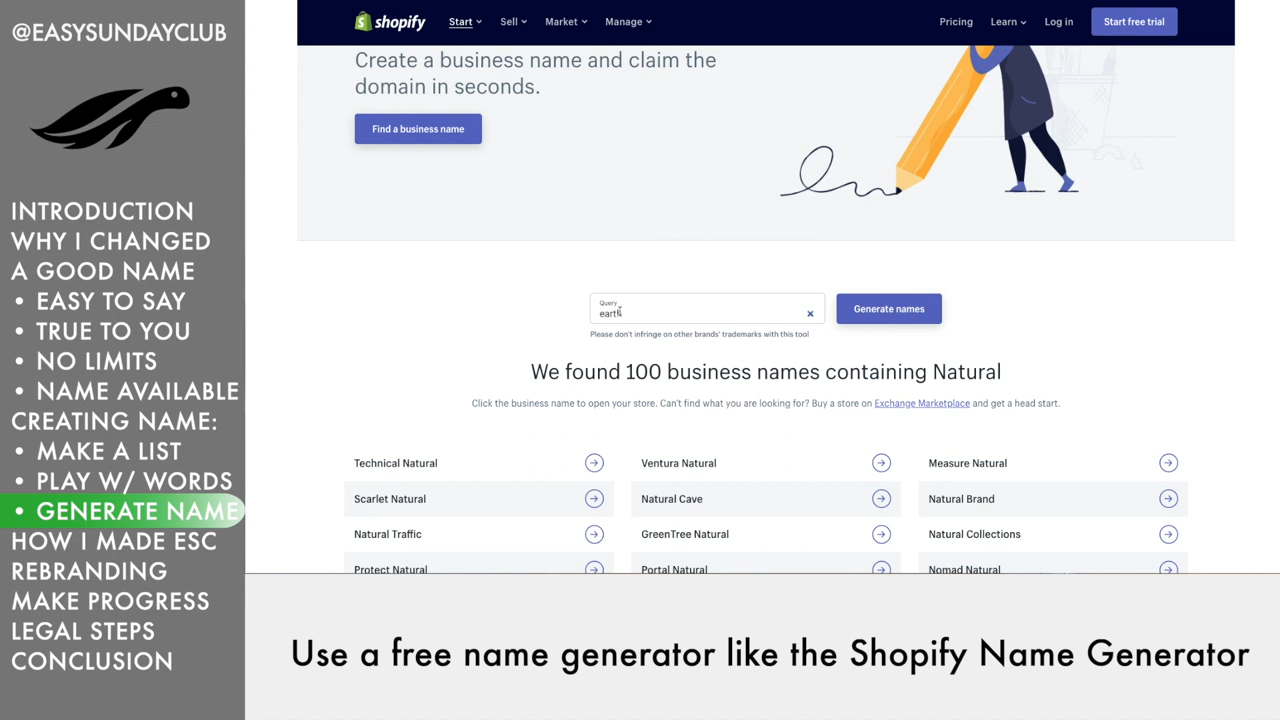 @EASYSUNDAYCLUB
INTRODUCTION
WHY I CHANGED
A GOOD NAME
• EASY TO SAY
• TRUE TO YOU
• NO LIMITS
• NAME AVAILABLE
CREATING NAME:
• MAKE A LIST
• PLAY W/ WORDS
• GENERATE NAME
HOW I MADE ESC
REBRANDING
MAKE PROGRESS
LEGAL STEPS
CONCLUSION
shopify Start Sell Market Manage Pricing Learn Log in Start free trial
Create a business name and claim the
domain in seconds.
Find a business name
Query
earth
Generate names
Please don't infringe on other brands' trademarks with this tool
We found 100 business names containing Natural
Click the business name to open your store. Can't find what you are looking for? Buy a store on Exchange Marketplace and get a head start.
Technical Natural Ventura Natural Measure Natural
Scarlet Natural Natural Cave Natural Brand
Natural Traffic GreenTree Natural Natural Collections
Protect Natural Portal Natural Nomad Natural
Use a free name generator like the Shopify Name Generator